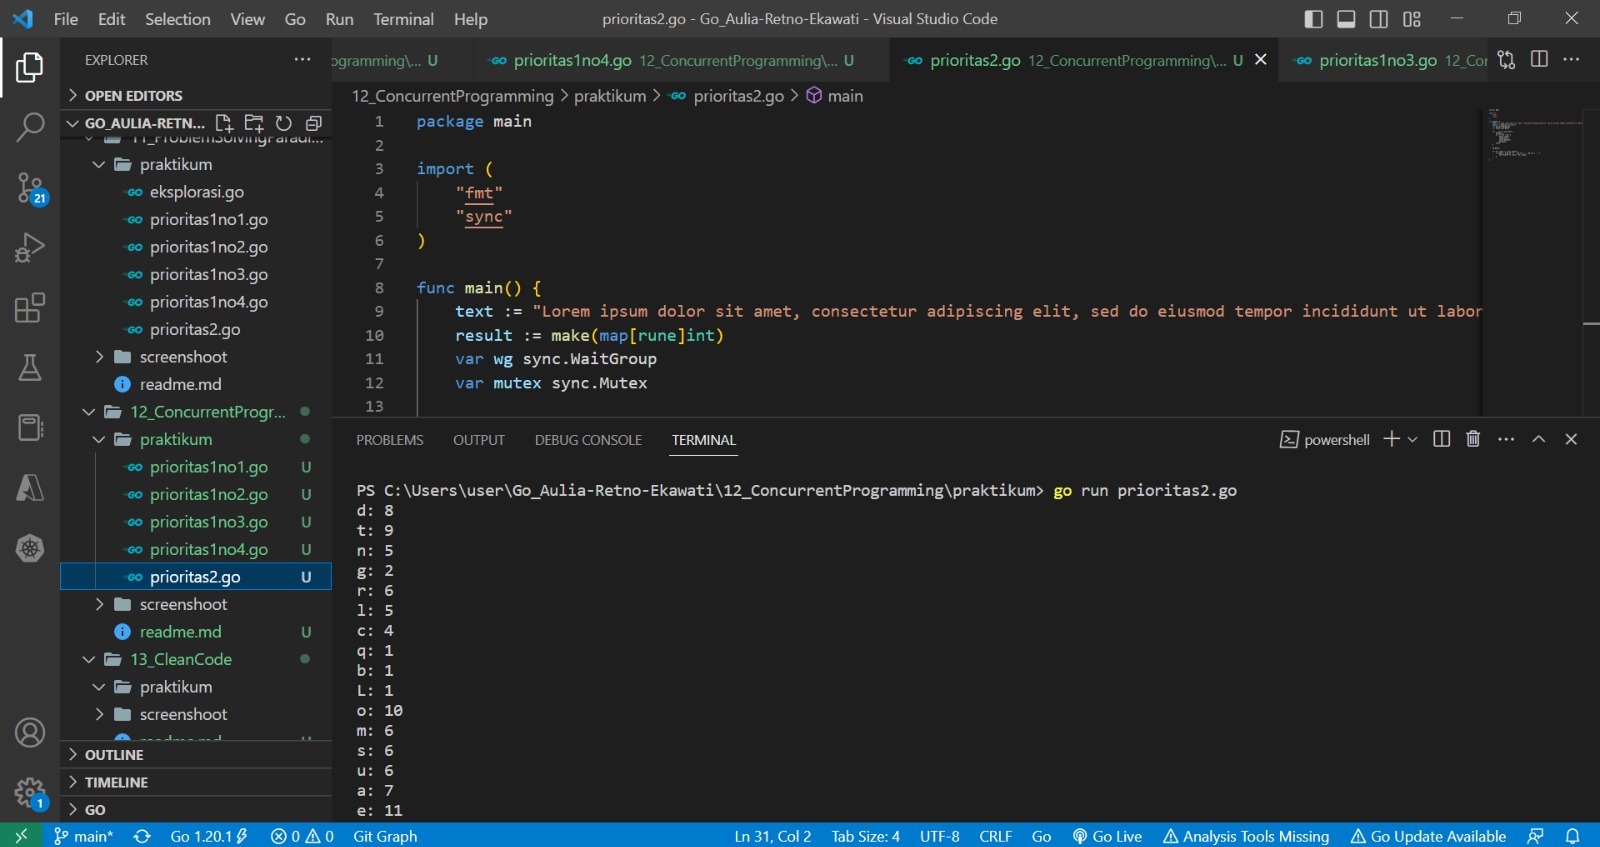 File Edit Selection View Go Run Terminal Help
prioritas2.go - Go_Aulia-Retno-Ekawati - Visual Studio Code
EXPLORER
OPEN EDITORS
GO_AULIA-RETN...
praktikum
eksplorasi.go
prioritas1no1.go
prioritas1no2.go
prioritas1no3.go
prioritas1no4.go
prioritas2.go
screenshoot
readme.md
12_ConcurrentProgr...
praktikum
prioritas1no1.go U
prioritas1no2.go U
prioritas1no3.go U
prioritas1no4.go U
prioritas2.go U
screenshoot
readme.md U
13_CleanCode
praktikum
screenshoot
OUTLINE
TIMELINE
GO
21
1
ogramming\... U
prioritas1no4.go 12_ConcurrentProgramming\... U
prioritas2.go 12_ConcurrentProgramming\... U
prioritas1no3.go 12_Cor
12_ConcurrentProgramming > praktikum > prioritas2.go > main
1 package main
2
3 import (
4 "fmt"
5 "sync"
6 )
7
8 func main() {
9 text := "Lorem ipsum dolor sit amet, consectetur adipiscing elit, sed do eiusmod tempor incididunt ut labor
10 result := make(map[rune]int)
11 var wg sync.WaitGroup
12 var mutex sync.Mutex
13
PROBLEMS OUTPUT DEBUG CONSOLE TERMINAL
powershell
PS C:\Users\user\Go_Aulia-Retno-Ekawati\12_ConcurrentProgramming\praktikum> go run prioritas2.go
d: 8
t: 9
n: 5
g: 2
r: 6
l: 5
c: 4
q: 1
b: 1
L: 1
o: 10
m: 6
s: 6
u: 6
a: 7
e: 11
main* Go 1.20.1 0 0 Git Graph
Ln 31, Col 2 Tab Size: 4 UTF-8 CRLF Go Go Live Analysis Tools Missing Go Update Available